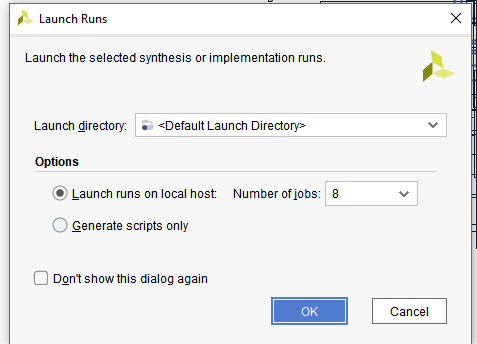 Launch Runs
Launch the selected synthesis or implementation runs.
Launch directory: <Default Launch Directory>
Options
Launch runs on local host: Number of jobs: 8
Generate scripts only
Don't show this dialog again
OK Cancel